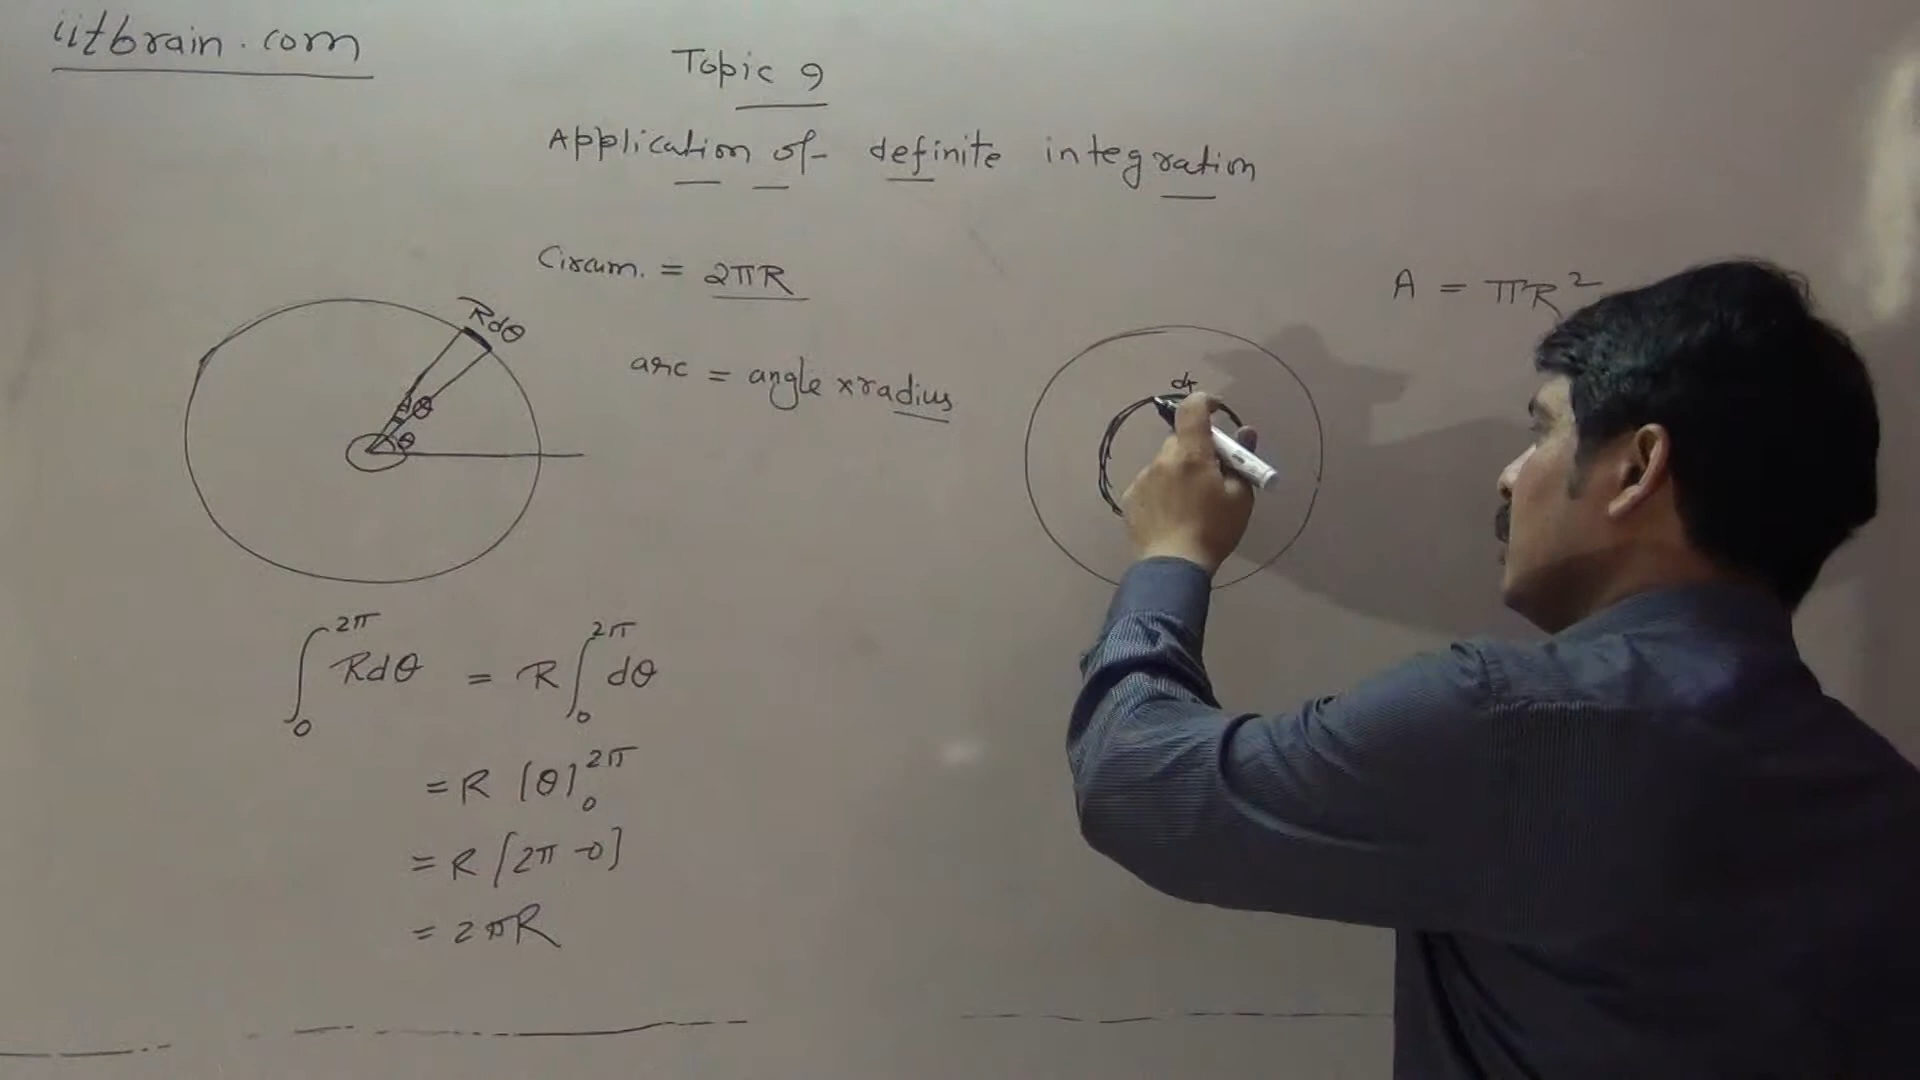 iitbrain.com
Topic 9
Application of definite integration
Circum. = 2πR
A = πR²
Rdθ
arc = angle × radius
dθ
θ
dr
∫₀^2π Rdθ = R ∫₀^2π dθ
= R [θ]₀^2π
= R [2π - 0]
= 2πR